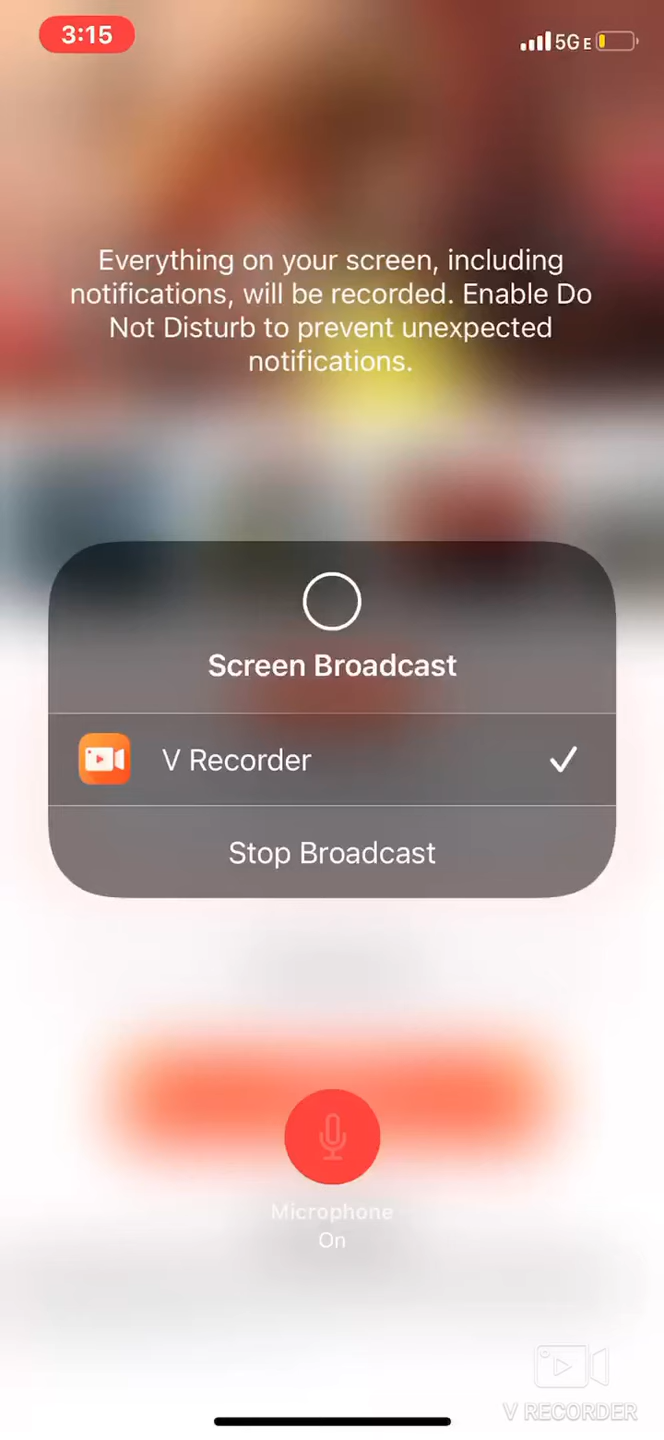 3:15
5GE
Everything on your screen, including
notifications, will be recorded. Enable Do
Not Disturb to prevent unexpected
notifications.
Screen Broadcast
V Recorder
Stop Broadcast
Microphone
On
V RECORDER